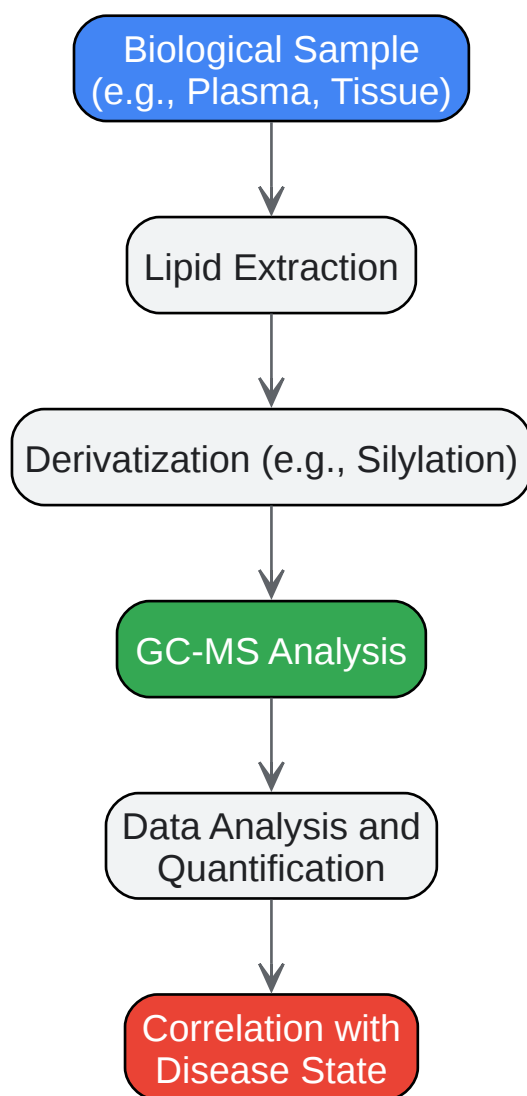 Biological Sample
(e.g., Plasma, Tissue)
Lipid Extraction
Derivatization (e.g., Silylation)
GC-MS Analysis
Data Analysis and
Quantification
Correlation with
Disease State